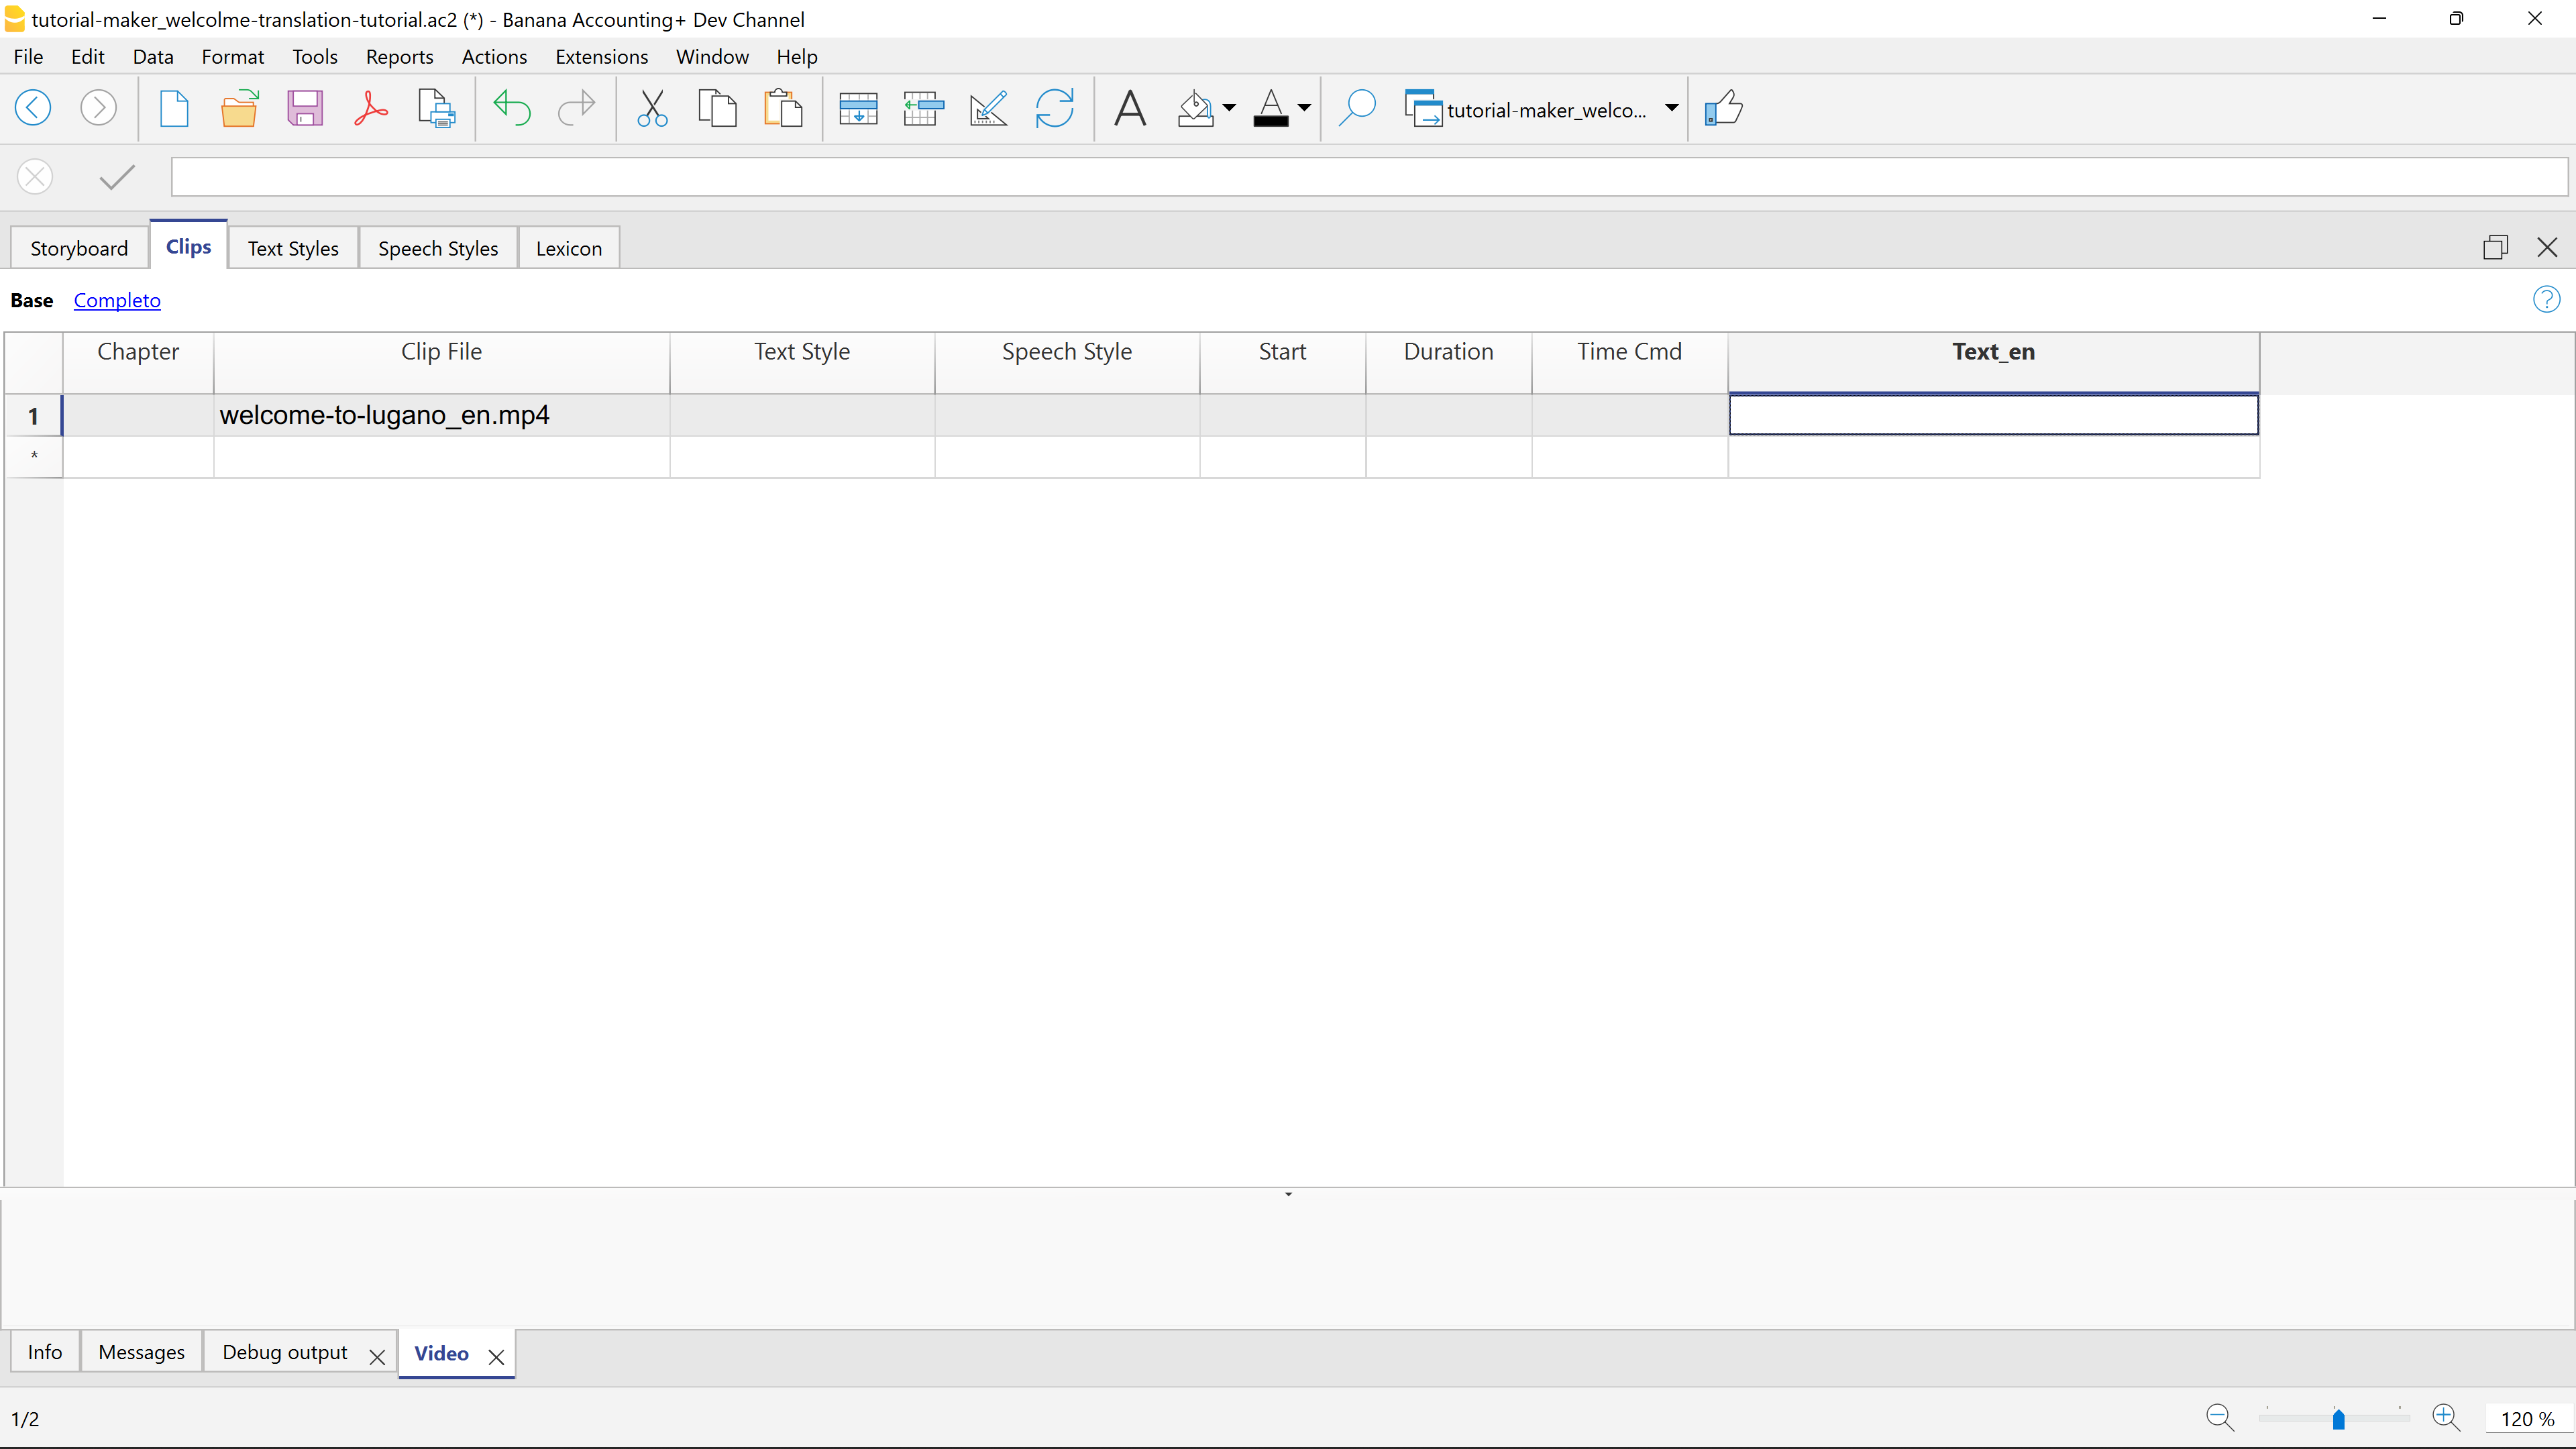 tutorial-maker_welcolme-translation-tutorial.ac2 (*) - Banana Accounting+ Dev Channel
File Edit Data Format Tools Reports Actions Extensions Window Help
tutorial-maker_welco...
Storyboard Clips Text Styles Speech Styles Lexicon
Base Completo
Chapter Clip File Text Style Speech Style Start Duration Time Cmd Text_en
1 welcome-to-lugano_en.mp4
*
Info Messages Debug output Video
1/2 120 %